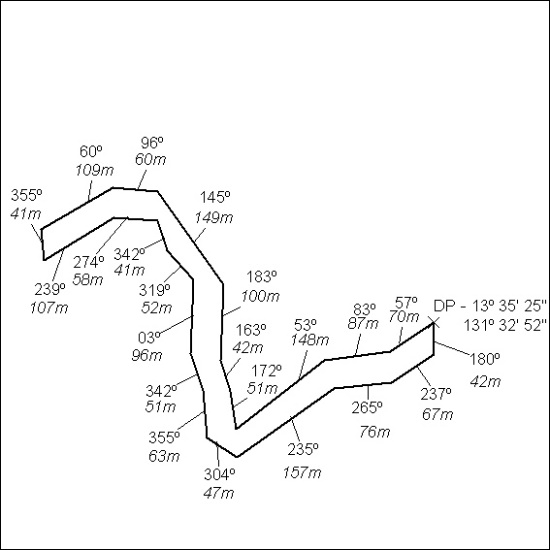 96º
60m
60º
109m
355º
41m
145º
149m
342º
41m
274º
58m
239º
107m
319º
52m
183º
100m
03º
96m
163º
42m
53º
148m
83º
87m
57º
70m
DP - 13º 35' 25"
131º 32' 52"
180º
42m
172º
51m
342º
51m
237º
67m
265º
76m
355º
63m
235º
157m
304º
47m